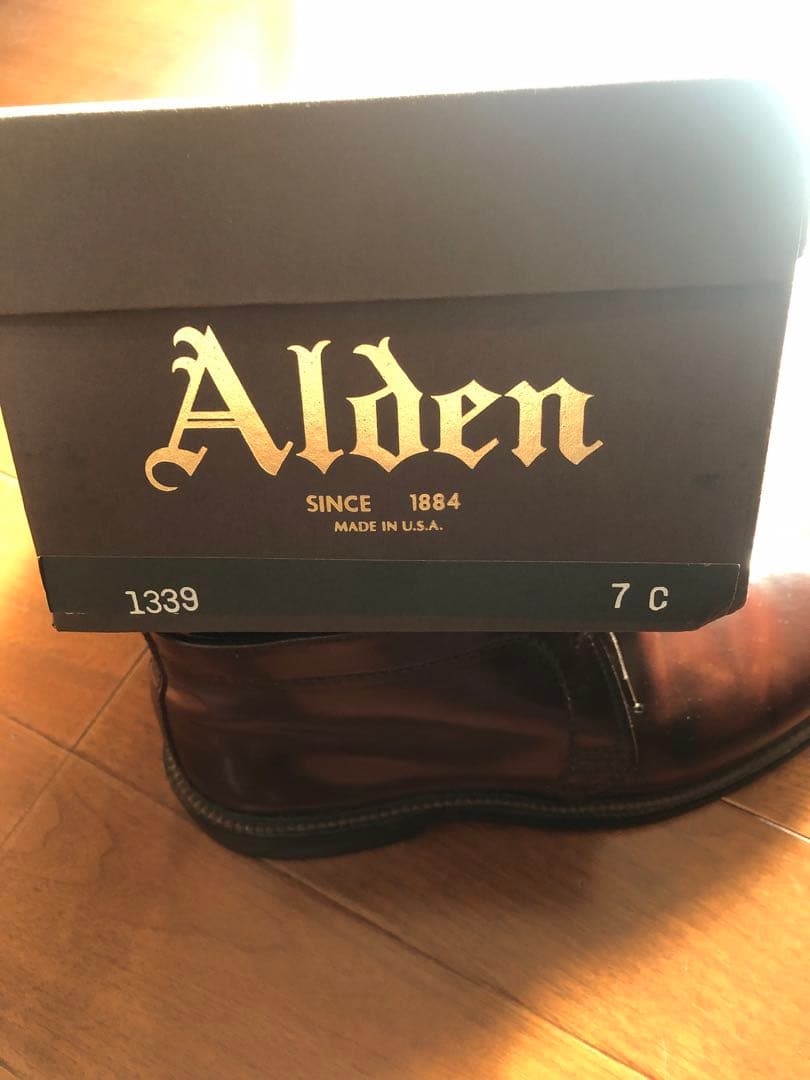 Alden
SINCE 1884
MADE IN U.S.A.
1339 7 C